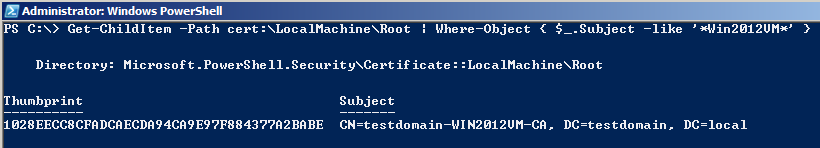 Administrator: Windows PowerShell
PS C:\> Get-ChildItem -Path cert:\LocalMachine\Root | Where-Object { $_.Subject -like '*Win2012VM*' }
Directory: Microsoft.PowerShell.Security\Certificate::LocalMachine\Root
Thumbprint Subject
---------- -------
1028EECC8CFADCAECDA94CA9E97F884377A2BABE CN=testdomain-WIN2012VM-CA, DC=testdomain, DC=local